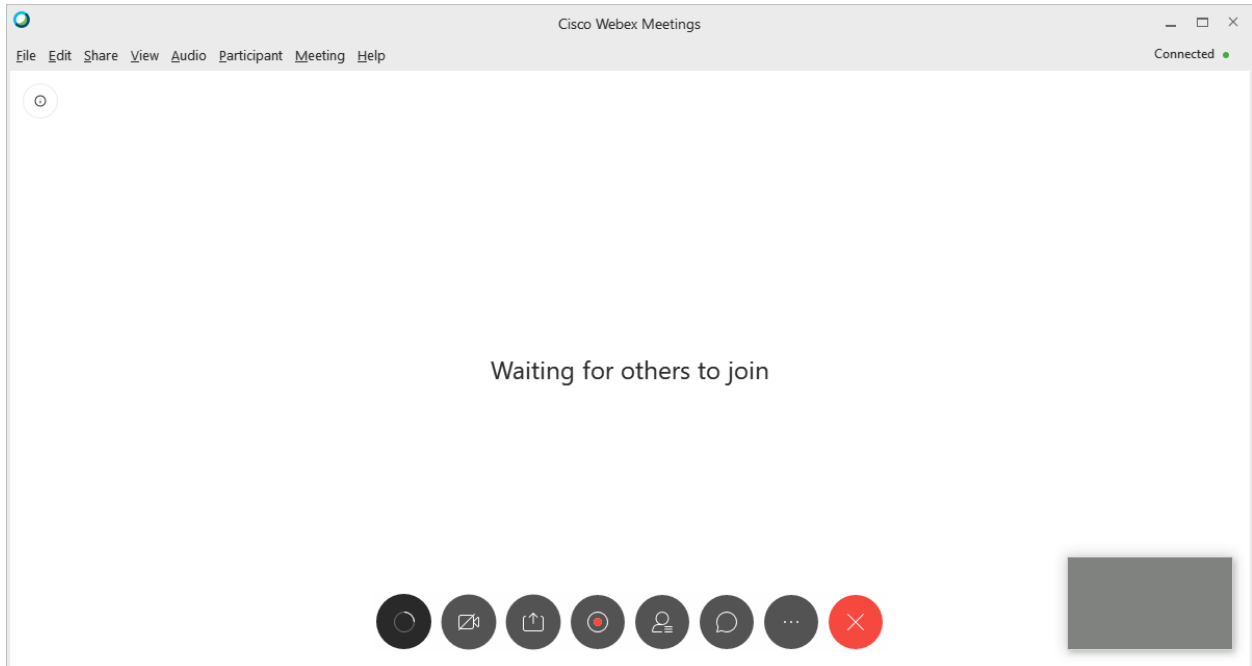 Cisco Webex Meetings
File Edit Share View Audio Participant Meeting Help
Connected
Waiting for others to join